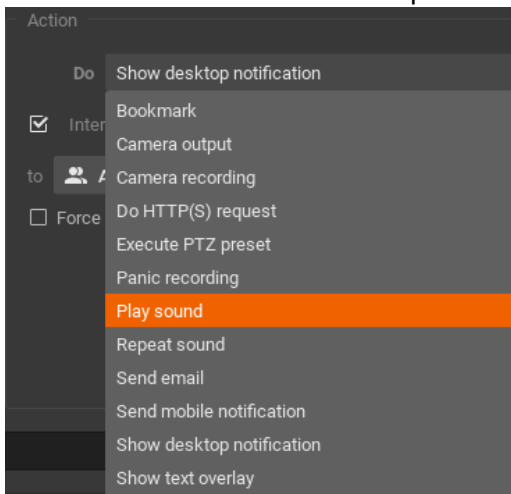 Action
Do Show desktop notification
Bookmark
Inter
Camera output
to A Camera recording
Do HTTP(S) request
Force
Execute PTZ preset
Panic recording
Play sound
Repeat sound
Send email
Send mobile notification
Show desktop notification
Show text overlay